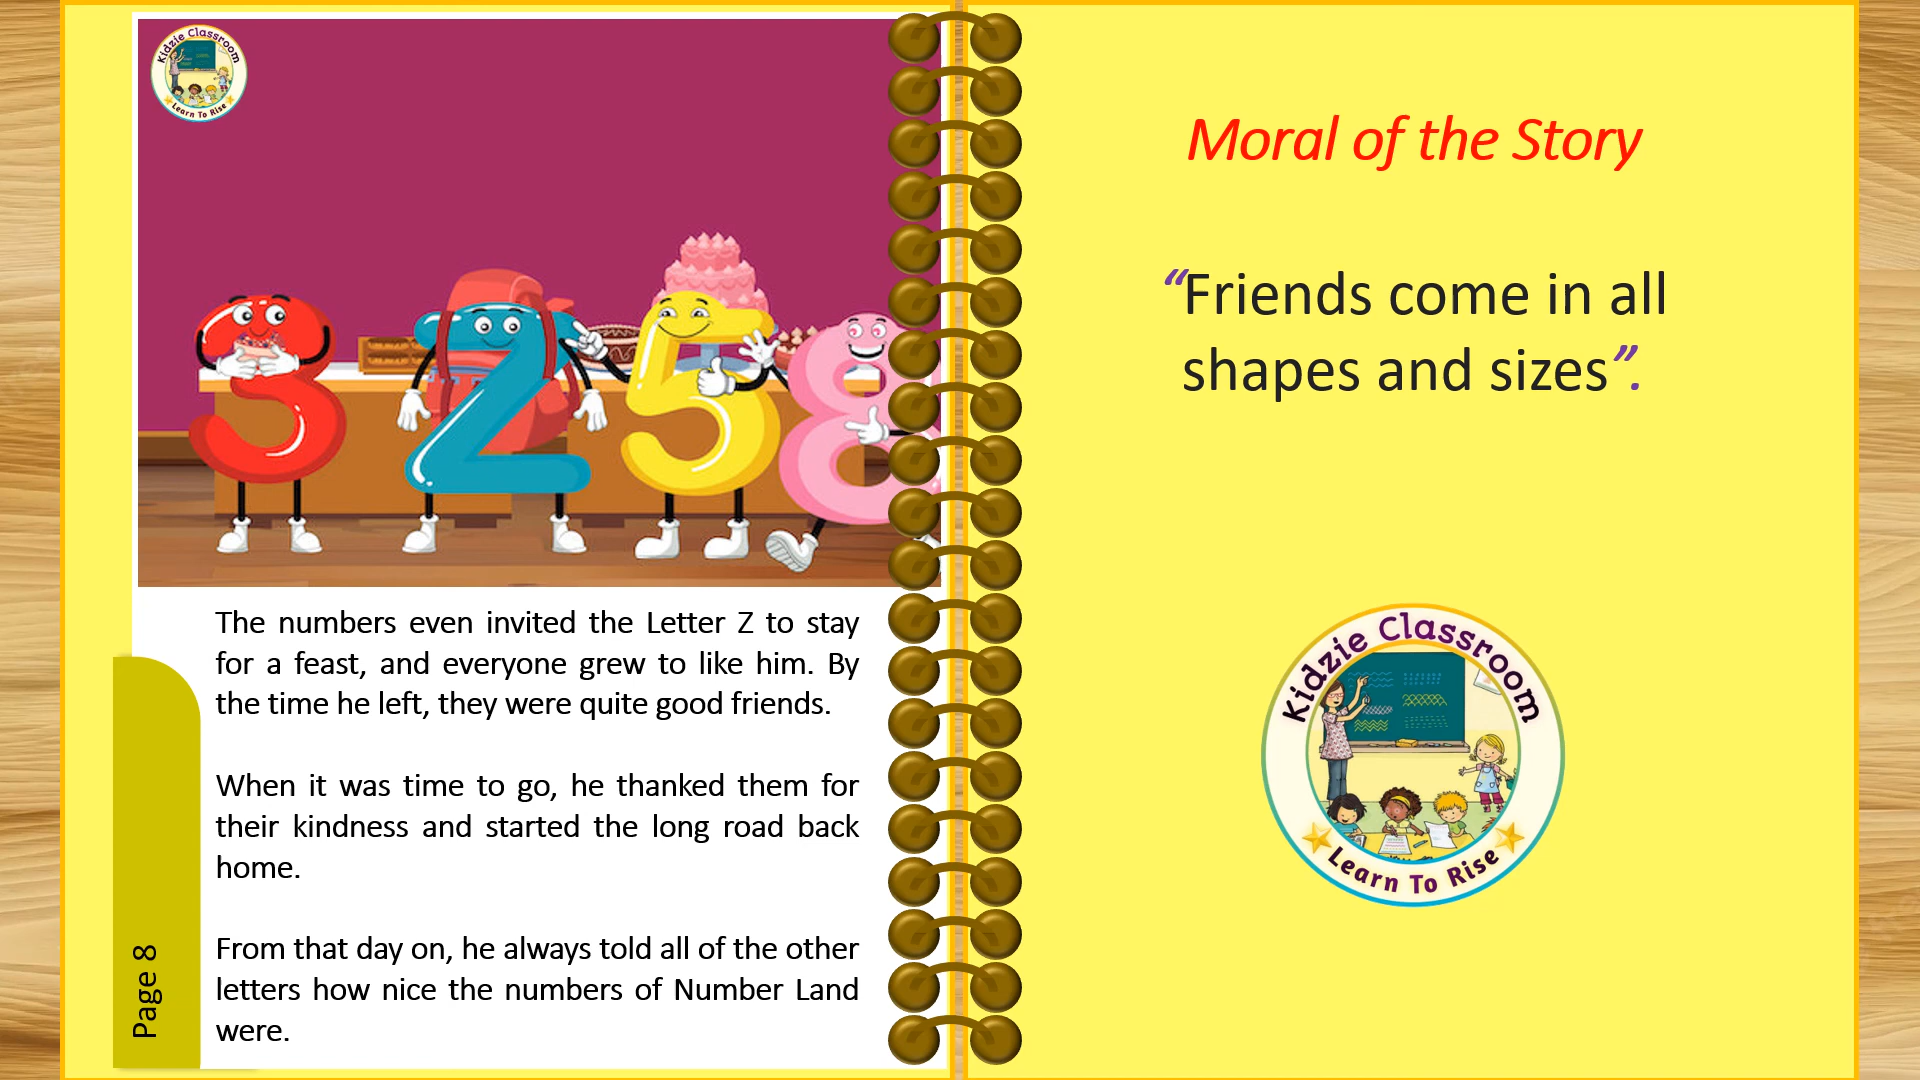 Kidzie Classroom
Learn To Rise
The numbers even invited the Letter Z to stay
for a feast, and everyone grew to like him. By
the time he left, they were quite good friends.
When it was time to go, he thanked them for
their kindness and started the long road back
home.
From that day on, he always told all of the other
letters how nice the numbers of Number Land
were.
Page 8
Moral of the Story
“Friends come in all
shapes and sizes”.
Kidzie Classroom
Learn To Rise